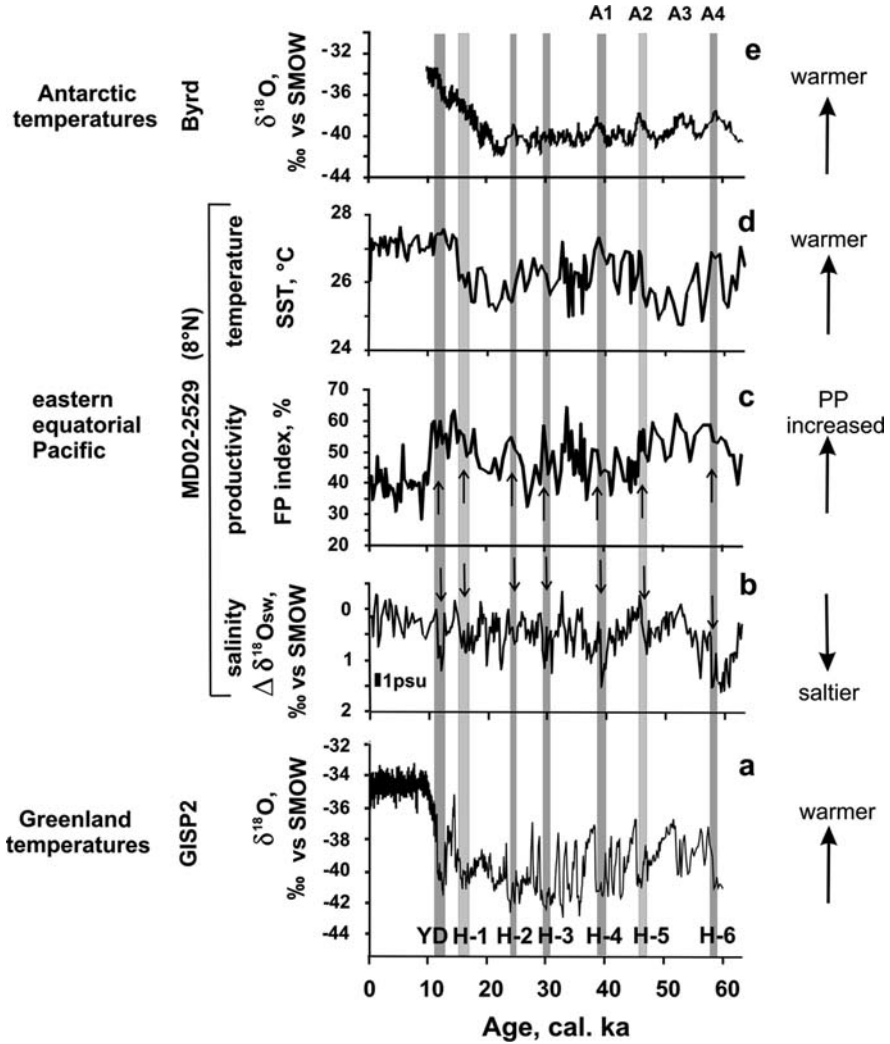 A1 A2 A3 A4
e
-32
-36
-40
-44
Antarctic
temperatures
Byrd
δ18O,
‰ vs SMOW
warmer
d
28
26
24
temperature
SST, °C
warmer
eastern
equatorial
Pacific
MD02-2529 (8°N)
c
70
60
50
40
30
20
productivity
FP index, %
PP
increased
b
0
1
2
salinity
Δ δ18Osw,
‰ vs SMOW
1psu
saltier
a
-32
-34
-36
-38
-40
-42
-44
Greenland
temperatures
GISP2
δ18O,
‰ vs SMOW
warmer
YD H-1 H-2 H-3 H-4 H-5 H-6
0 10 20 30 40 50 60
Age, cal. ka